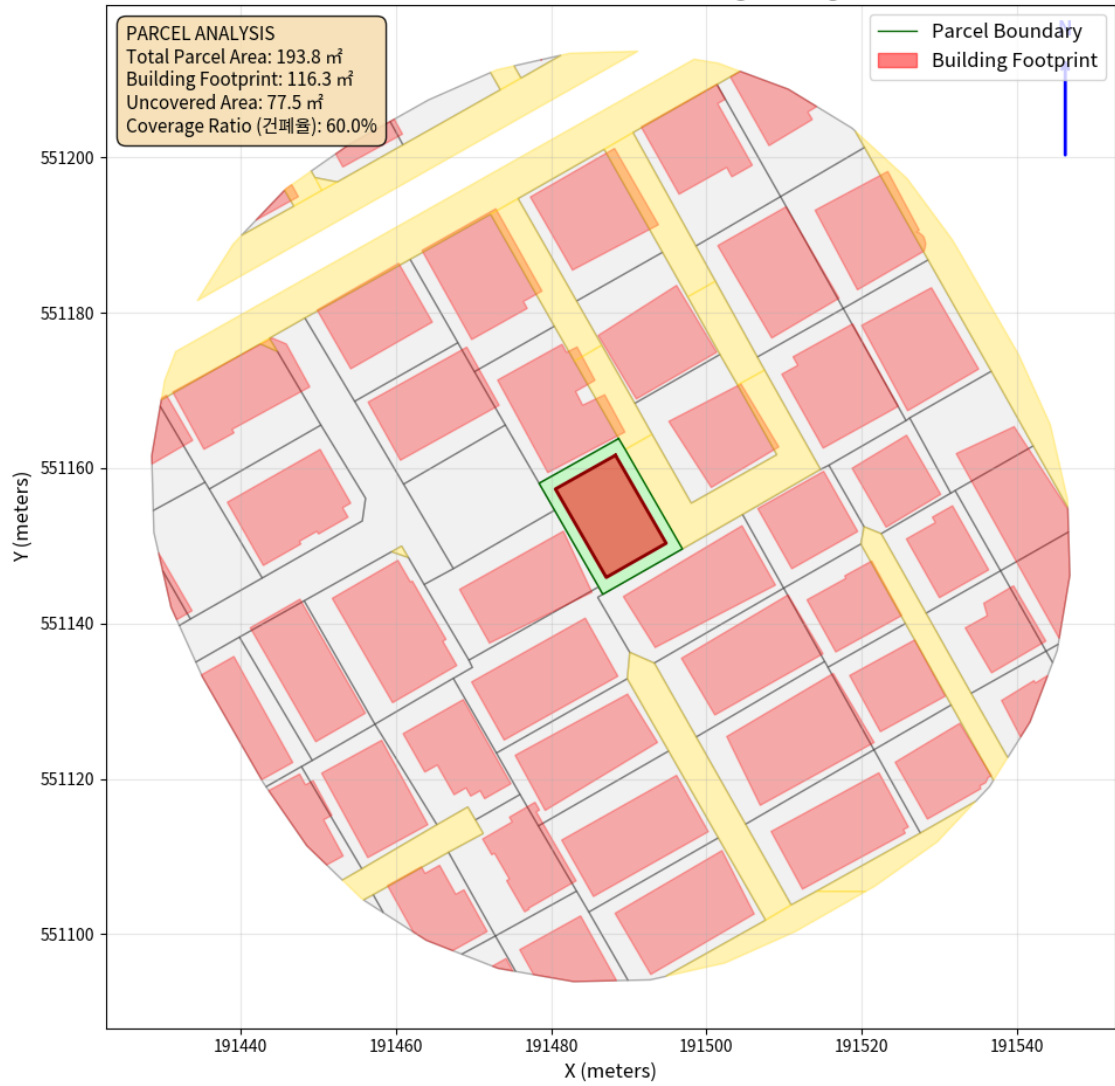 PARCEL ANALYSIS
Total Parcel Area: 193.8 ㎡
Building Footprint: 116.3 ㎡
Uncovered Area: 77.5 ㎡
Coverage Ratio (건폐율): 60.0%
N
Parcel Boundary
Building Footprint
551200
551180
551160
551140
551120
551100
Y (meters)
191440
191460
191480
191500
191520
191540
X (meters)